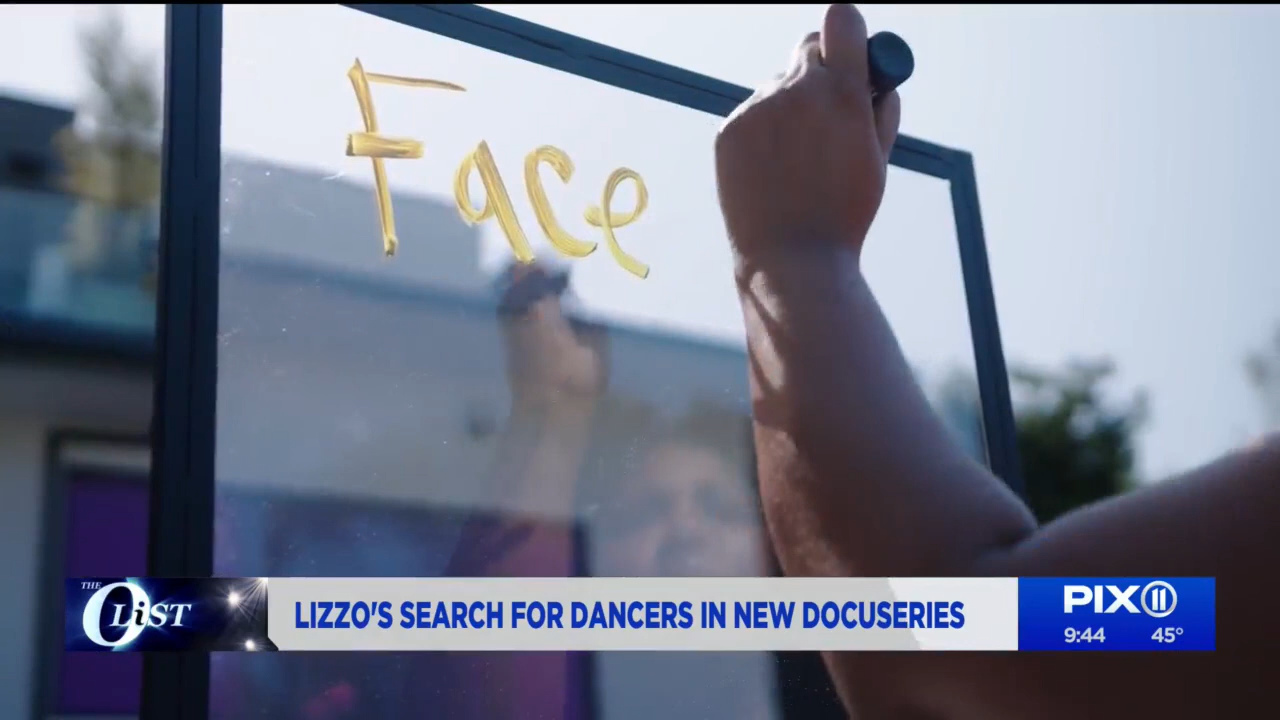 Face
THE
O LiST
LIZZO'S SEARCH FOR DANCERS IN NEW DOCUSERIES
PIX11
9:44 45°